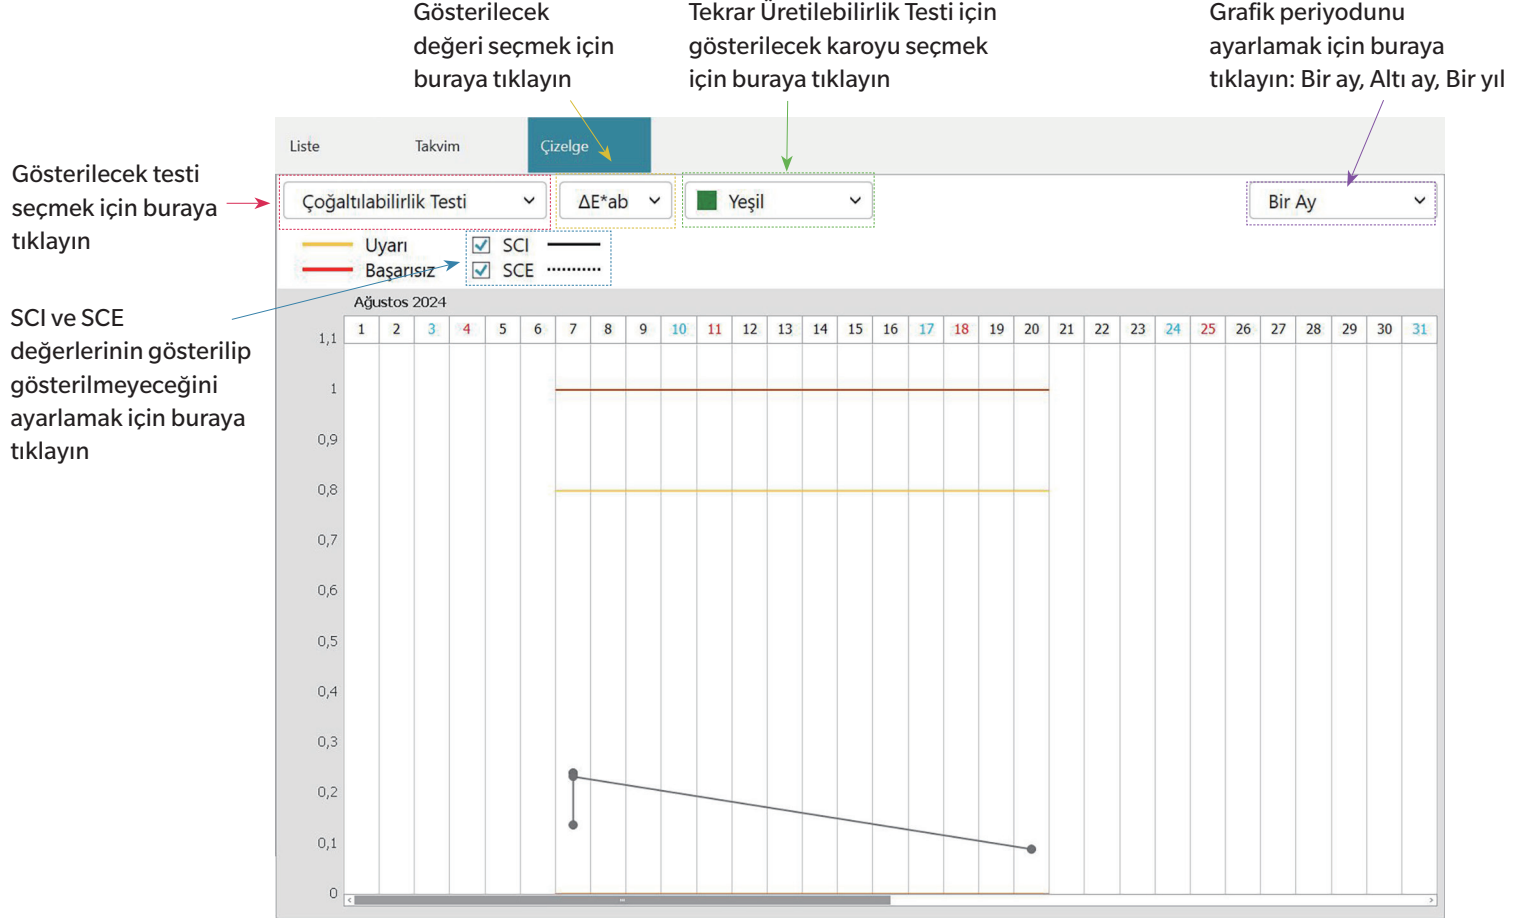 Gösterilecek
değeri seçmek için
buraya tıklayın
Tekrar Üretilebilirlik Testi için
gösterilecek karoyu seçmek
için buraya tıklayın
Grafik periyodunu
ayarlamak için buraya
tıklayın: Bir ay, Altı ay, Bir yıl
Gösterilecek testi
seçmek için buraya
tıklayın
SCI ve SCE
değerlerinin gösterilip
gösterilmeyeceğini
ayarlamak için buraya
tıklayın
Liste Takvim Çizelge
Çoğaltılabilirlik Testi ΔE*ab Yeşil Bir Ay
Uyarı SCI
Başarısız SCE
Ağustos 2024
1 2 3 4 5 6 7 8 9 10 11 12 13 14 15 16 17 18 19 20 21 22 23 24 25 26 27 28 29 30 31
1,1
1
0,9
0,8
0,7
0,6
0,5
0,4
0,3
0,2
0,1
0